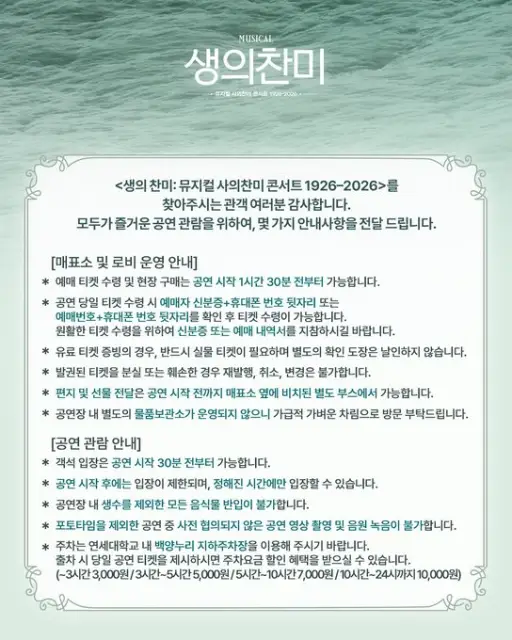 MUSICAL
생의찬미
뮤지컬 사의찬미 콘서트 1926-2026
<생의 찬미: 뮤지컬 사의찬미 콘서트 1926–2026>를
찾아주시는 관객 여러분 감사합니다.
모두가 즐거운 공연 관람을 위하여, 몇 가지 안내사항을 전달 드립니다.
[매표소 및 로비 운영 안내]
* 예매 티켓 수령 및 현장 구매는 공연 시작 1시간 30분 전부터 가능합니다.
* 공연 당일 티켓 수령 시 예매자 신분증+휴대폰 번호 뒷자리 또는
예매번호+휴대폰 번호 뒷자리를 확인 후 티켓 수령이 가능합니다.
원활한 티켓 수령을 위하여 신분증 또는 예매 내역서를 지참하시길 바랍니다.
* 유료 티켓 증빙의 경우, 반드시 실물 티켓이 필요하며 별도의 확인 도장은 날인하지 않습니다.
* 발권된 티켓을 분실 또는 훼손한 경우 재발행, 취소, 변경은 불가합니다.
* 편지 및 선물 전달은 공연 시작 전까지 매표소 옆에 비치된 별도 부스에서 가능합니다.
* 공연장 내 별도의 물품보관소가 운영되지 않으니 가급적 가벼운 차림으로 방문 부탁드립니다.
[공연 관람 안내]
* 객석 입장은 공연 시작 30분 전부터 가능합니다.
* 공연 시작 후에는 입장이 제한되며, 정해진 시간에만 입장할 수 있습니다.
* 공연장 내 생수를 제외한 모든 음식물 반입이 불가합니다.
* 포토타임을 제외한 공연 중 사전 협의되지 않은 공연 영상 촬영 및 음원 녹음이 불가합니다.
* 주차는 연세대학교 내 백양누리 지하주차장을 이용해 주시기 바랍니다.
출차 시 당일 공연 티켓을 제시하시면 주차요금 할인 혜택을 받으실 수 있습니다.
(~3시간 3,000원 / 3시간~5시간 5,000원 / 5시간~10시간 7,000원 / 10시간~24시까지 10,000원)